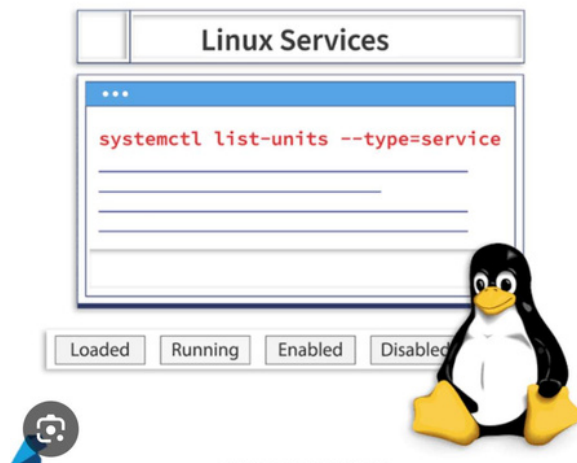 Linux Services
systemctl list-units --type=service
Loaded Running Enabled Disabled